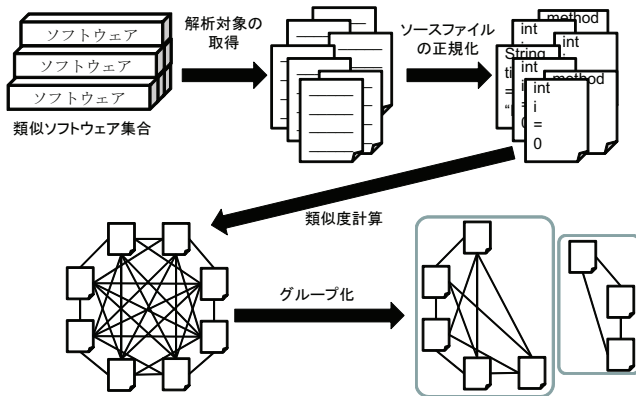 ソフトウェア
ソフトウェア
ソフトウェア
類似ソフトウェア集合
解析対象の
取得
ソースファイル
の正規化
method
int
int
i
String
int
ti
i
=
=
"
0
method
int
i
=
0
類似度計算
グループ化